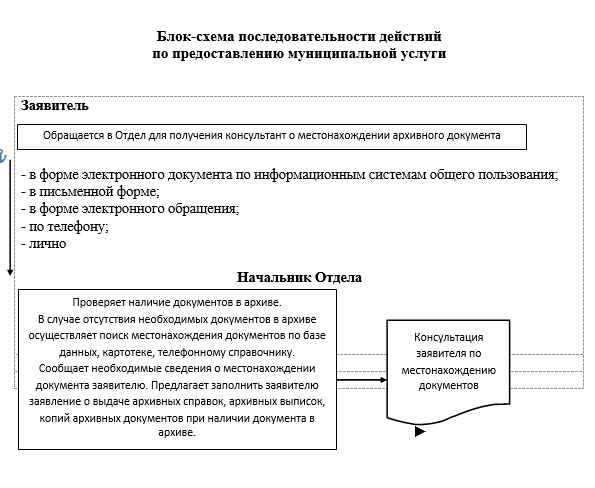 Блок-схема последовательности действий
по предоставлению муниципальной услуги
Заявитель
Обращается в Отдел для получения консультант о местонахождении архивного документа
- в форме электронного документа по информационным системам общего пользования;
- в письменной форме;
- в форме электронного обращения;
- по телефону;
- лично
Начальник Отдела
Проверяет наличие документов в архиве.
В случае отсутствия необходимых документов в архиве
осуществляет поиск местонахождения документов по базе
данных, картотеке, телефонному справочнику.
Сообщает необходимые сведения о местонахождении
документа заявителю. Предлагает заполнить заявителю
заявление о выдаче архивных справок, архивных выписок,
копий архивных документов при наличии документа в
архиве.
Консультация
заявителя по
местонахождению
документов